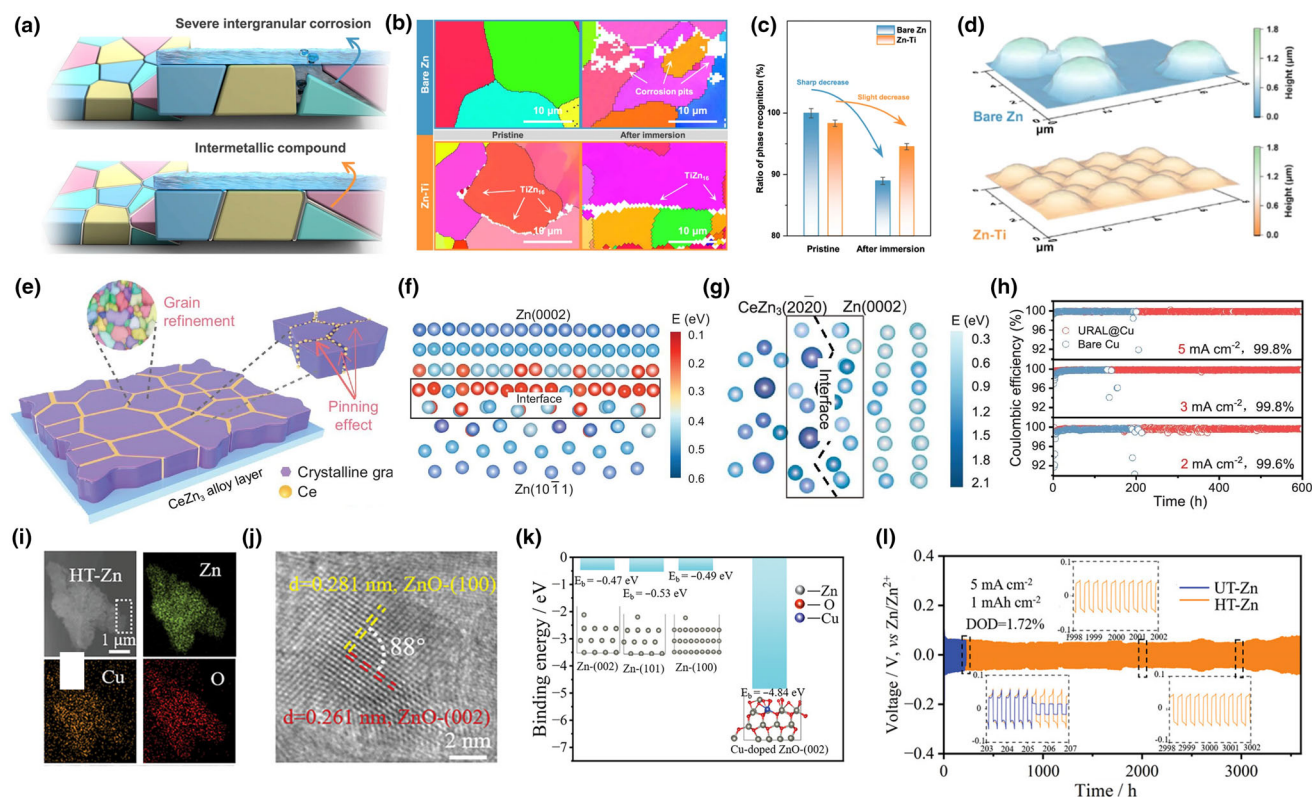 (a)
Severe intergranular corrosion
Intermetallic compound
(b)
Bare Zn
Zn-Ti
Corrosion pits
10 μm
10 μm
Pristine
After immersion
TiZn₁₆
TiZn₁₆
10 μm
10 μm
(c)
Ratio of phase recognition (%)
Bare Zn
Zn-Ti
Sharp decrease
Slight decrease
100
90
80
Pristine
After immersion
(d)
Bare Zn
μm
μm
Height (μm)
1.8
1.2
0.6
0.0
Zn-Ti
μm
μm
Height (μm)
1.8
1.2
0.6
0.0
(e)
Grain
refinement
Pinning
effect
CeZn₃ alloy layer
Crystalline gra
Ce
(f)
Zn(0002)
Interface
Zn(101̅1)
E (eV)
0.1
0.2
0.3
0.4
0.5
0.6
(g)
CeZn₃(202̅0)
Zn(0002)
Interface
E (eV)
0.3
0.6
0.9
1.2
1.5
1.8
2.1
(h)
Coulombic efficiency (%)
100
98
96
94
92
URAL@Cu
Bare Cu
5 mA cm⁻², 99.8%
100
98
96
94
92
3 mA cm⁻², 99.8%
100
98
96
94
92
2 mA cm⁻², 99.6%
0
200
400
600
Time (h)
(i)
HT-Zn
1 μm
Zn
Cu
O
(j)
d=0.281 nm, ZnO-(100)
88°
d=0.261 nm, ZnO-(002)
2 nm
(k)
Binding energy / eV
0
−1
−2
−3
−4
−5
−6
−7
E_b = −0.47 eV
E_b = −0.53 eV
E_b = −0.49 eV
Zn-(002)
Zn-(101)
Zn-(100)
Zn
O
Cu
E_b = −4.84 eV
Cu-doped ZnO-(002)
(l)
Voltage / V, vs Zn/Zn²⁺
0.4
0.2
0.0
−0.2
−0.4
5 mA cm⁻²
1 mAh cm⁻²
DOD=1.72%
UT-Zn
HT-Zn
0.1
0
-0.1
1998 1999 2000 2001 2002
0.1
0
-0.1
203 204 205 206 207
0.1
0
-0.1
2998 2999 3000 3001 3002
0
1000
2000
3000
Time / h